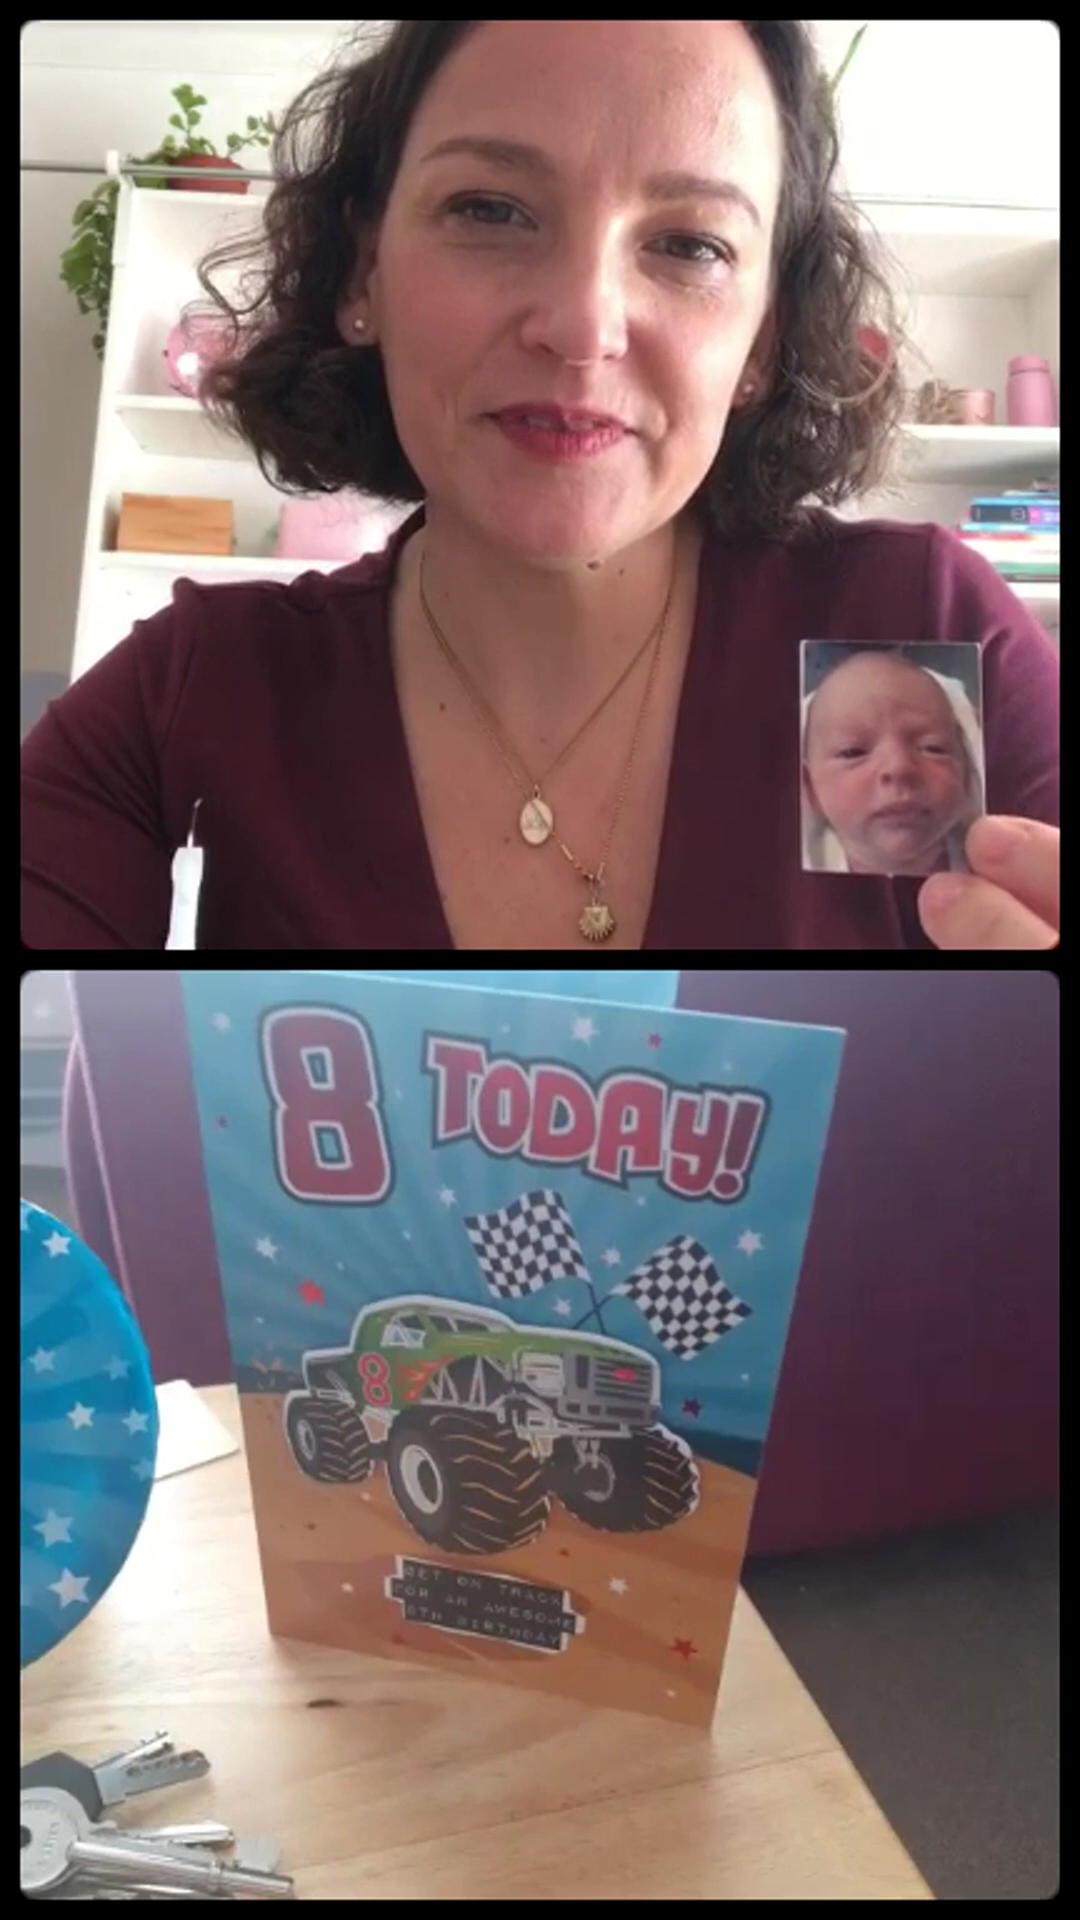 8 TODAY!
8
GET ON TRACK
FOR AN AWESOME
8TH BIRTHDAY